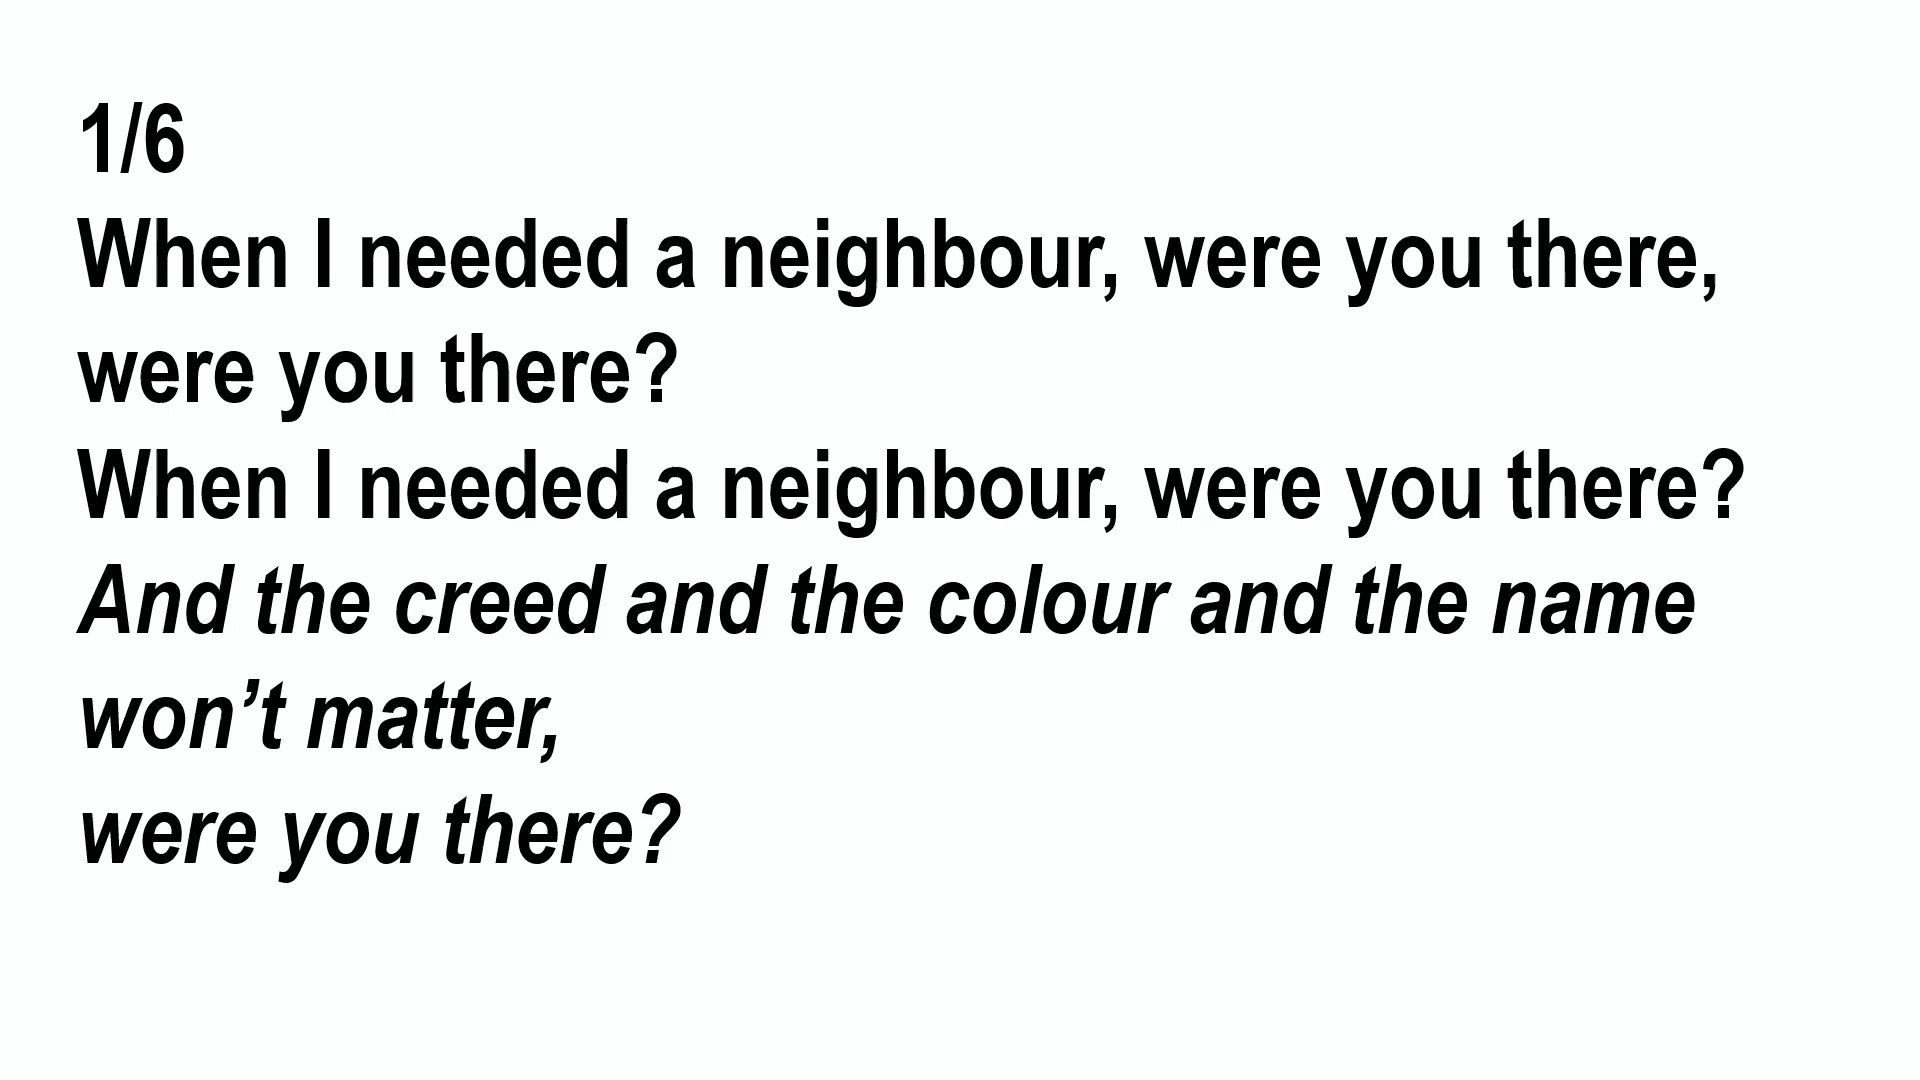 1/6
When I needed a neighbour, were you there,
were you there?
When I needed a neighbour, were you there?
And the creed and the colour and the name
won’t matter,
were you there?